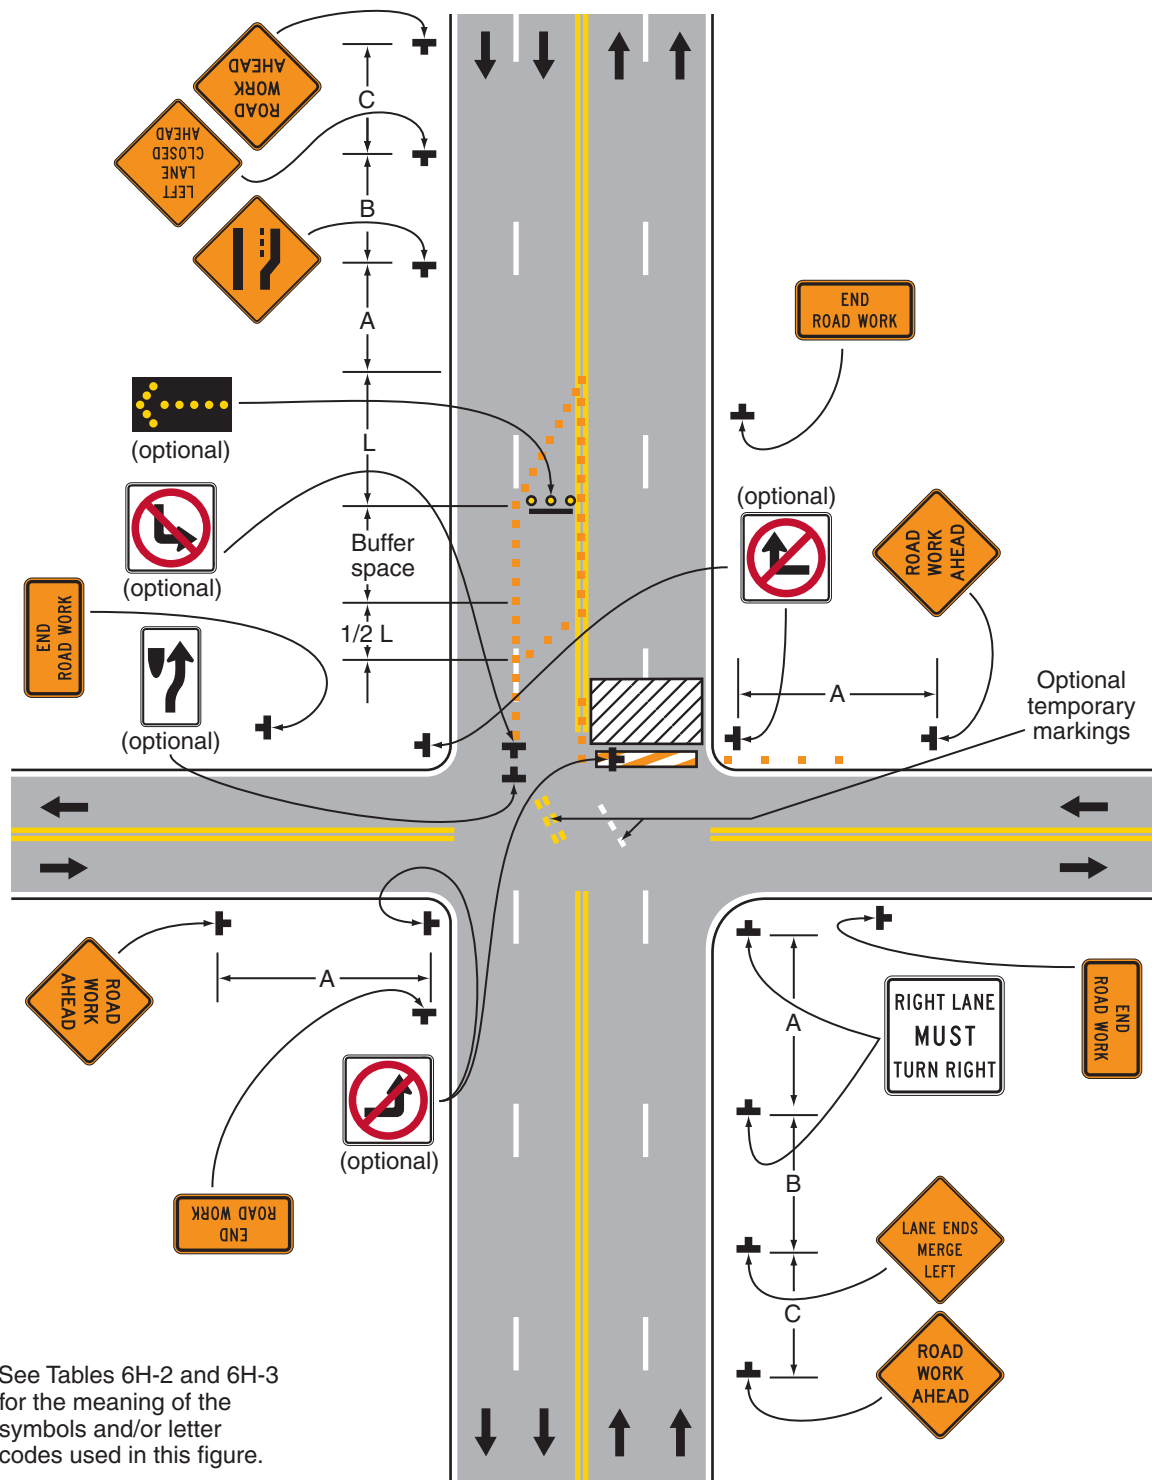 ROAD
WORK
AHEAD
LEFT
LANE
CLOSED
AHEAD
C
B
A
L
(optional)
(optional)
Buffer
space
1/2 L
END
ROAD WORK
(optional)
END
ROAD WORK
(optional)
ROAD
WORK
AHEAD
A
Optional
temporary
markings
ROAD
WORK
AHEAD
A
(optional)
END
ROAD WORK
A
B
C
RIGHT LANE
MUST
TURN RIGHT
END
ROAD WORK
LANE ENDS
MERGE
LEFT
ROAD
WORK
AHEAD
See Tables 6H-2 and 6H-3
for the meaning of the
symbols and/or letter
codes used in this figure.